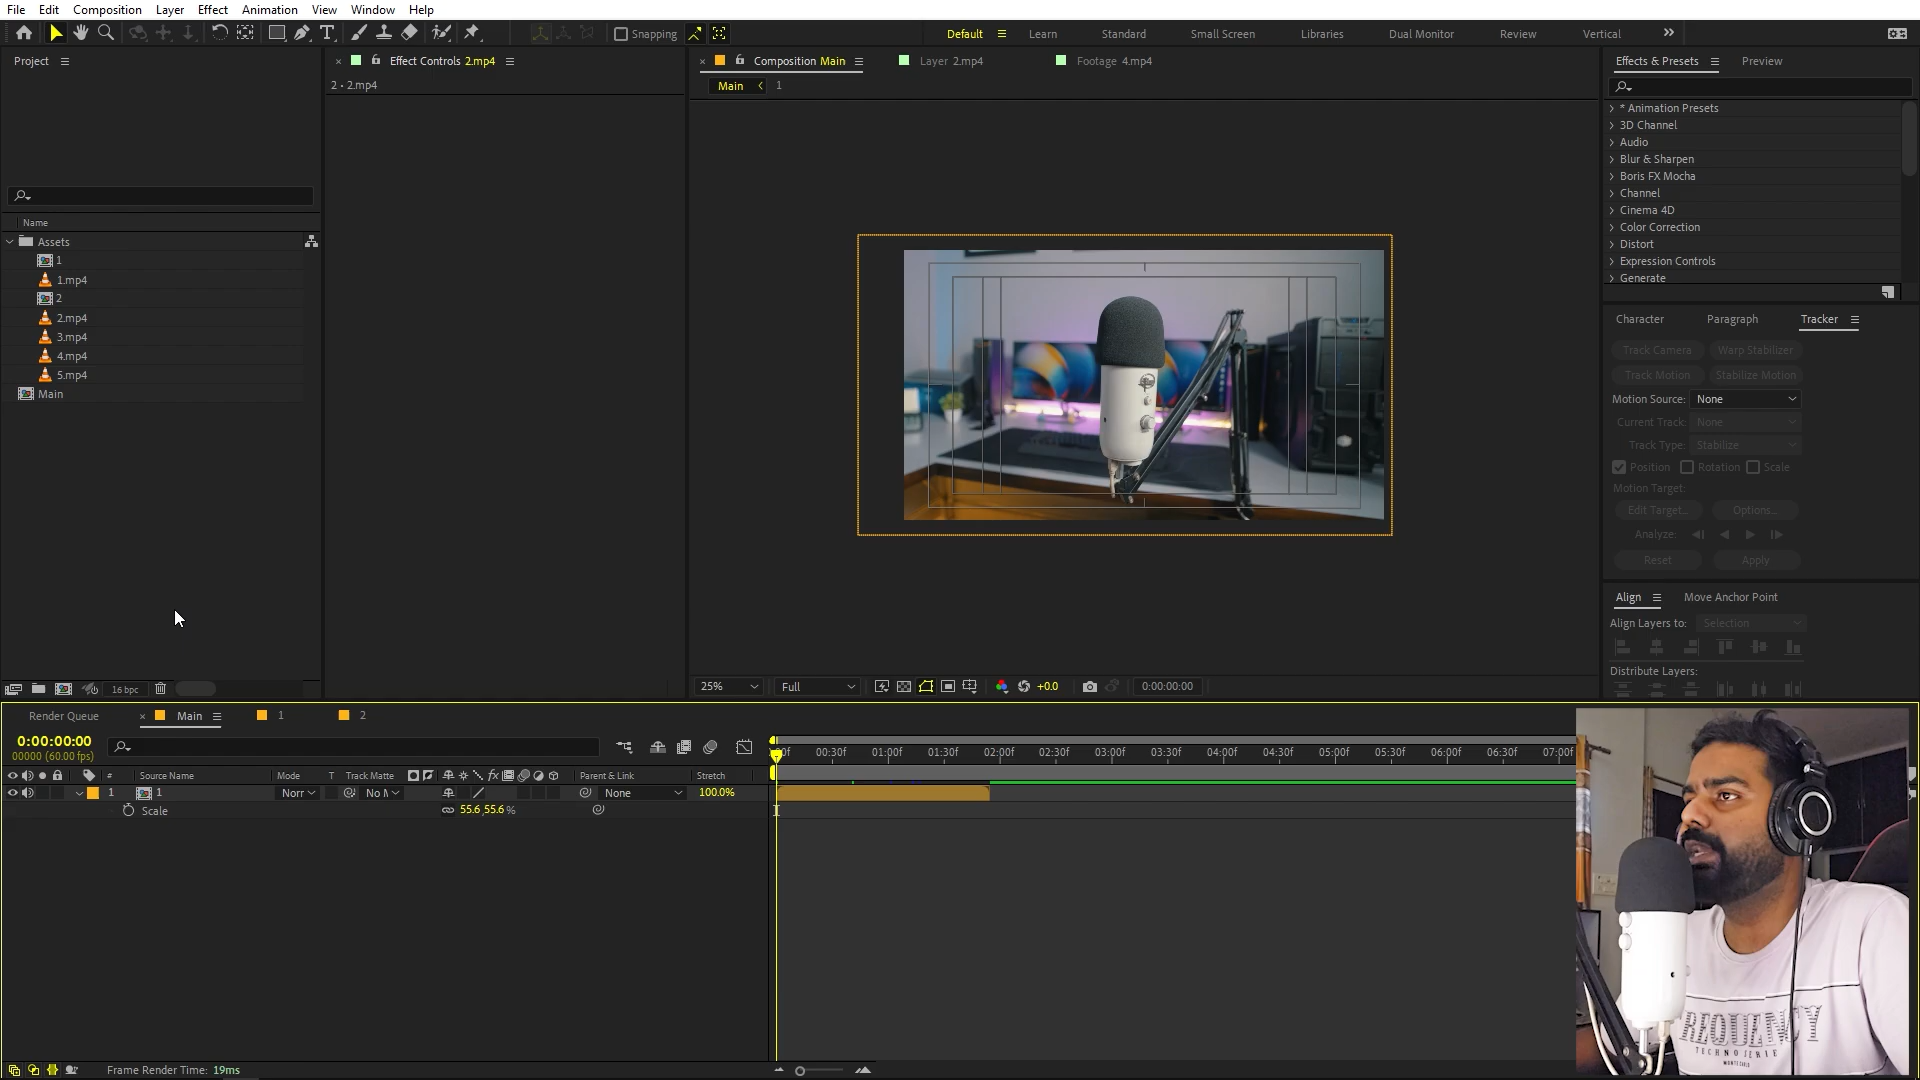 File Edit Composition Layer Effect Animation View Window Help
Snapping Default Learn Standard Small Screen Libraries Dual Monitor Review Vertical
Project
Effect Controls 2.mp4
2 • 2.mp4
Composition Main Layer 2.mp4 Footage 4.mp4
Main 1
Effects & Presets Preview
* Animation Presets
3D Channel
Audio
Blur & Sharpen
Boris FX Mocha
Channel
Cinema 4D
Color Correction
Distort
Expression Controls
Generate
Name
Assets
1
1.mp4
2
2.mp4
3.mp4
4.mp4
5.mp4
Main
Character Paragraph Tracker
Track Camera Warp Stabilizer
Track Motion Stabilize Motion
Motion Source: None
Current Track: None
Track Type: Stabilize
Position Rotation Scale
Motion Target:
Edit Target... Options...
Analyze:
Reset Apply
Align Move Anchor Point
Align Layers to: Selection
Distribute Layers:
16 bpc
25% Full +0.0 0:00:00:00
Render Queue Main 1 2
0:00:00:00
00000 (60.00 fps)
00:30f 01:00f 01:30f 02:00f 02:30f 03:00f 03:30f 04:00f 04:30f 05:00f 05:30f 06:00f 06:30f 07:00f
# Source Name Mode T Track Matte fx Parent & Link Stretch
1 1 Norr No M None 100.0%
Scale 55.6, 55.6 %
Frame Render Time: 19ms
TECHNO SERIE